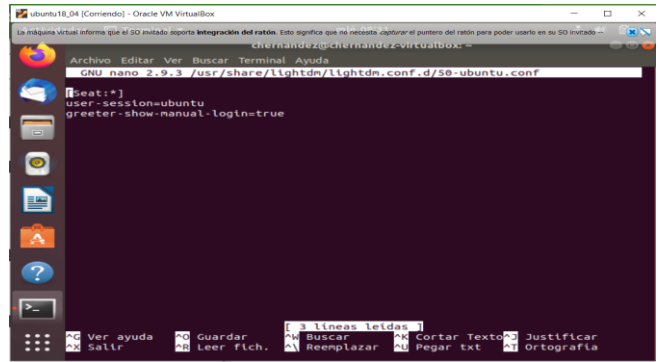 ubuntu18_04 [Corriendo] - Oracle VM VirtualBox
La máquina virtual informa que el SO invitado soporta integración del ratón. Esto significa que no necesita capturar el puntero del ratón para poder usarlo en su SO invitado --
chernandez@chernandez-virtualbox: ~
Archivo Editar Ver Buscar Terminal Ayuda
GNU nano 2.9.3 /usr/share/lightdm/lightdm.conf.d/50-ubuntu.conf
[Seat:*]
user-session=ubuntu
greeter-show-manual-login=true
[ 3 líneas leídas ]
^G Ver ayuda ^O Guardar ^W Buscar ^K Cortar Texto ^J Justificar
^X Salir ^R Leer fich. ^\ Reemplazar ^U Pegar txt ^T Ortografía